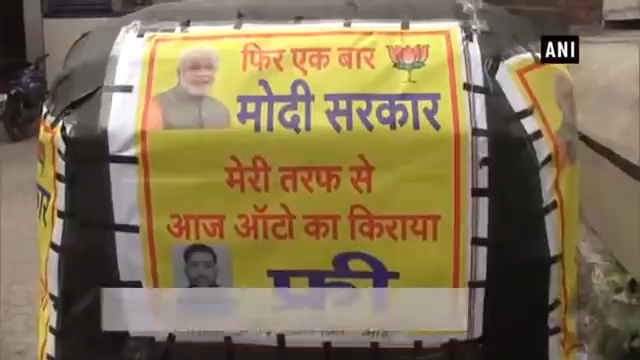 ANI
फिर एक बार
मोदी सरकार
मेरी तरफ से
आज ऑटो का किराया
फ्री